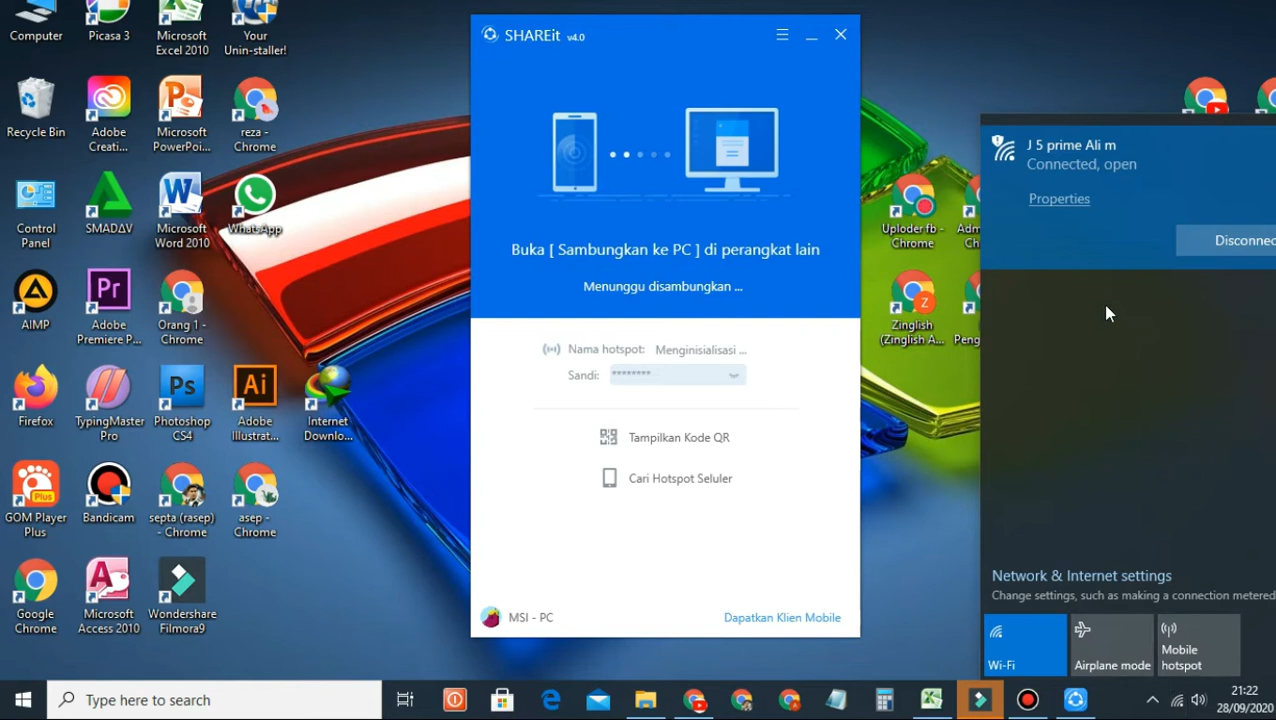 Computer
Picasa 3
Microsoft
Excel 2010
Your
Unin-staller!
Recycle Bin
Adobe
Creati...
Microsoft
PowerPoi...
reza -
Chrome
Control
Panel
SMADAV
Microsoft
Word 2010
WhatsApp
AIMP
Adobe
Premiere P...
Orang 1 -
Chrome
Firefox
TypingMaster
Pro
Photoshop
CS4
Adobe
Illustrat...
Internet
Downlo...
GOM Player
Plus
Bandicam
septa (rasep)
- Chrome
asep -
Chrome
Google
Chrome
Microsoft
Access 2010
Wondershare
Filmora9
SHAREit v4.0
Buka [ Sambungkan ke PC ] di perangkat lain
Menunggu disambungkan ...
Nama hotspot: Menginisialisasi ...
Sandi: ********
Tampilkan Kode QR
Cari Hotspot Seluler
MSI - PC
Dapatkan Klien Mobile
Uploder fb -
Chrome
Zinglish
(Zinglish A...
J 5 prime Ali m
Connected, open
Properties
Disconnec
Network & Internet settings
Change settings, such as making a connection metered
Wi-Fi
Airplane mode
Mobile
hotspot
Type here to search
21:22
28/09/2020